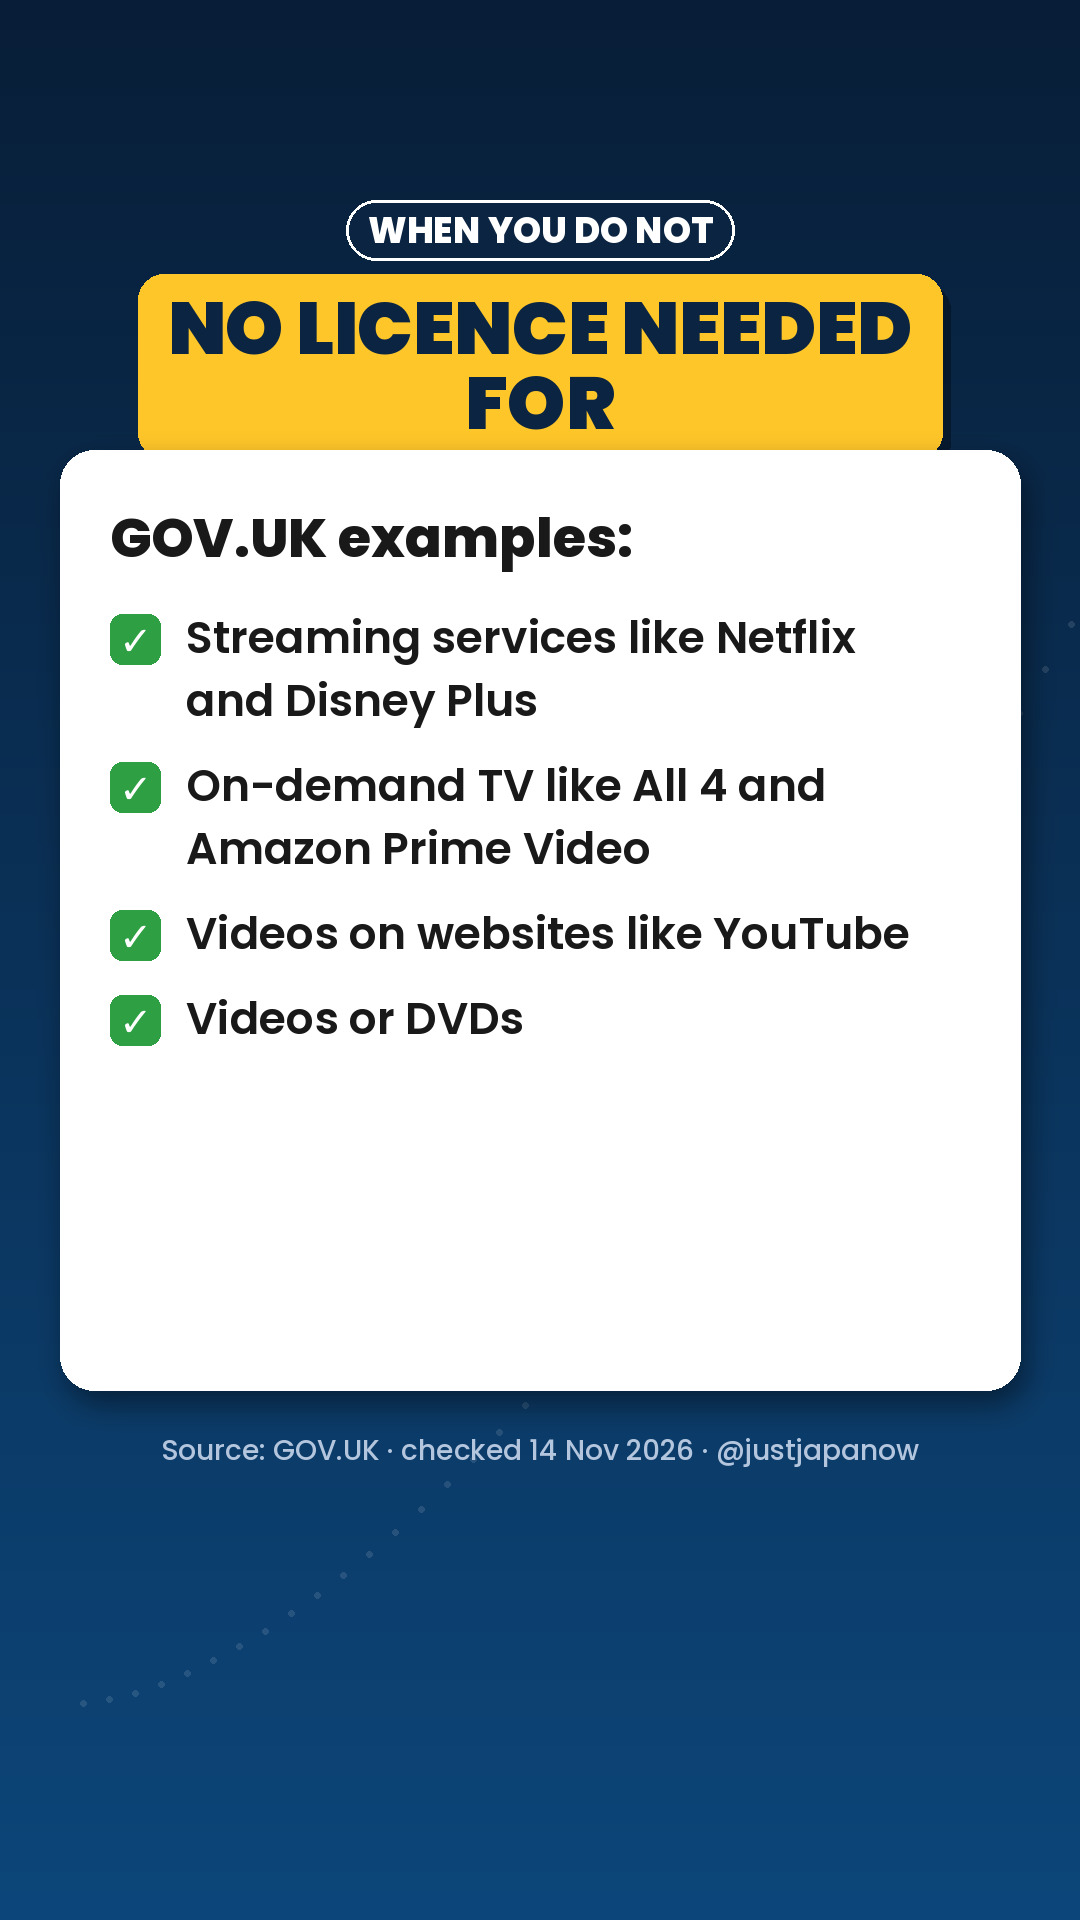 WHEN YOU DO NOT
NO LICENCE NEEDED
FOR
GOV.UK examples:
✓ Streaming services like Netflix
and Disney Plus
✓ On-demand TV like All 4 and
Amazon Prime Video
✓ Videos on websites like YouTube
✓ Videos or DVDs
Source: GOV.UK · checked 14 Nov 2026 · @justjapanow